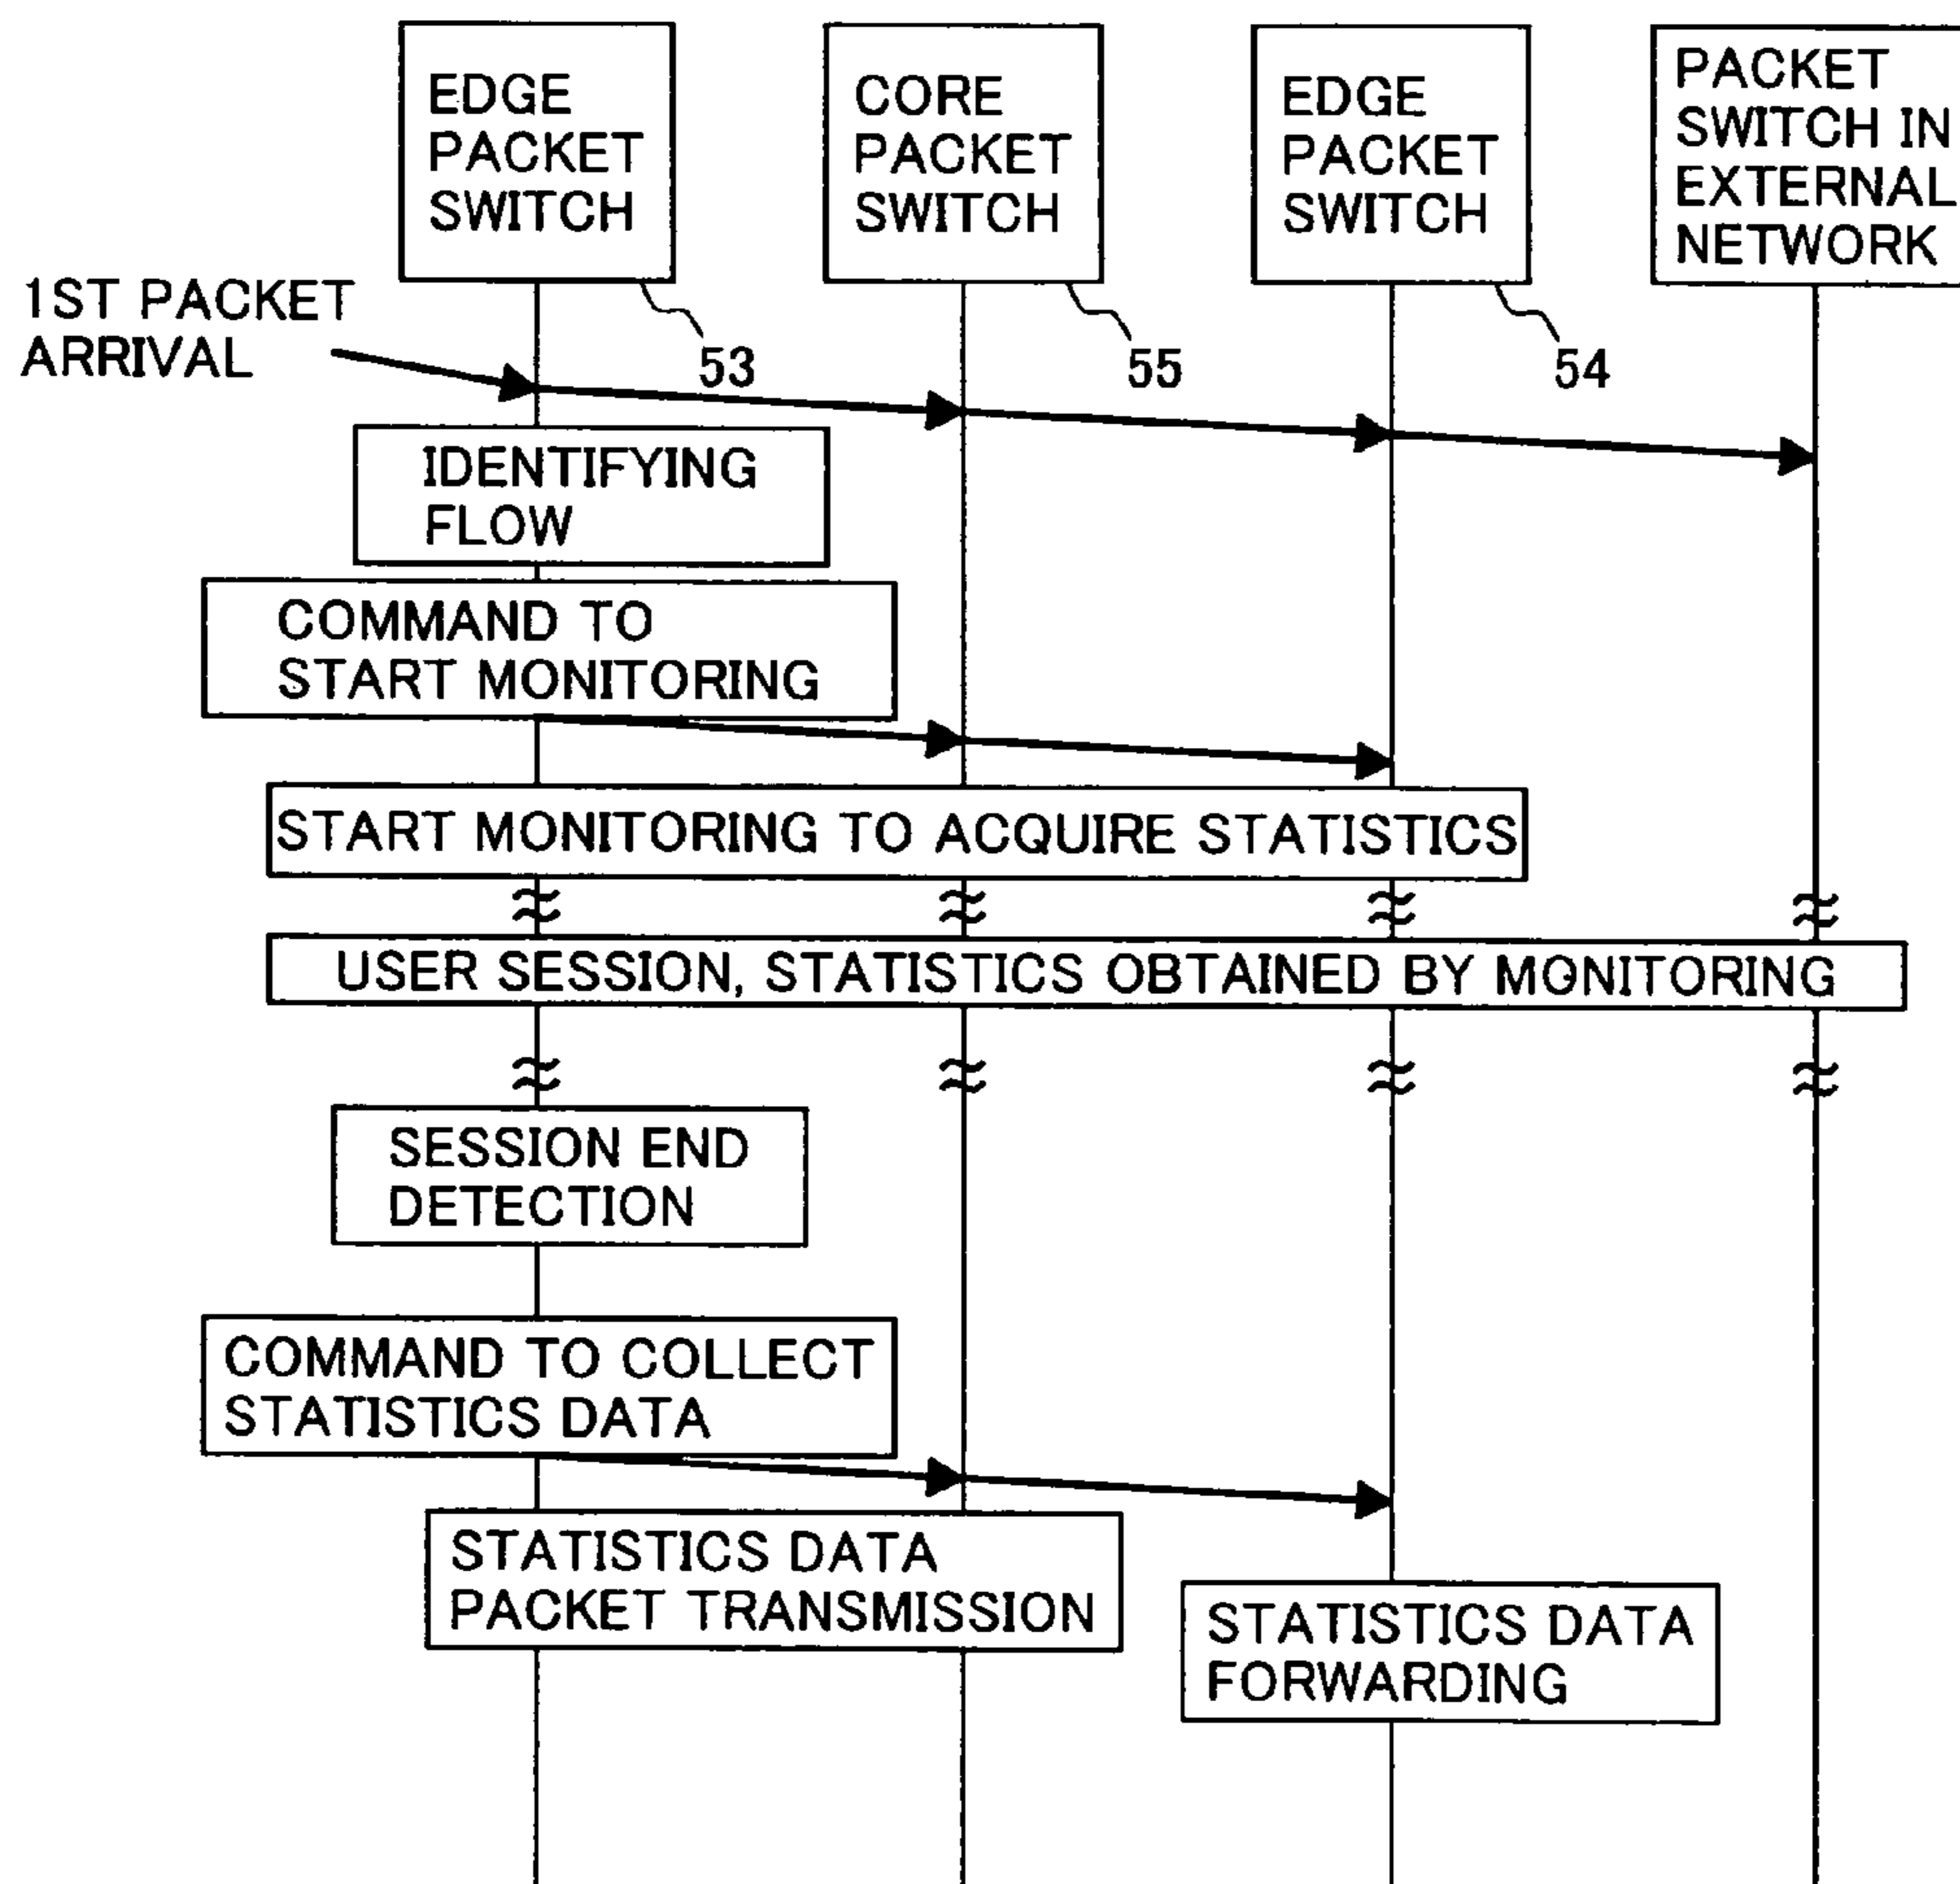 EDGE
PACKET
SWITCH
CORE
PACKET
SWITCH
EDGE
PACKET
SWITCH
PACKET
SWITCH IN
EXTERNAL
NETWORK
1ST PACKET
ARRIVAL
53
55
54
IDENTIFYING
FLOW
COMMAND TO
START MONITORING
START MONITORING TO ACQUIRE STATISTICS
USER SESSION, STATISTICS OBTAINED BY MONITORING
SESSION END
DETECTION
COMMAND TO COLLECT
STATISTICS DATA
STATISTICS DATA
PACKET TRANSMISSION
STATISTICS DATA
FORWARDING